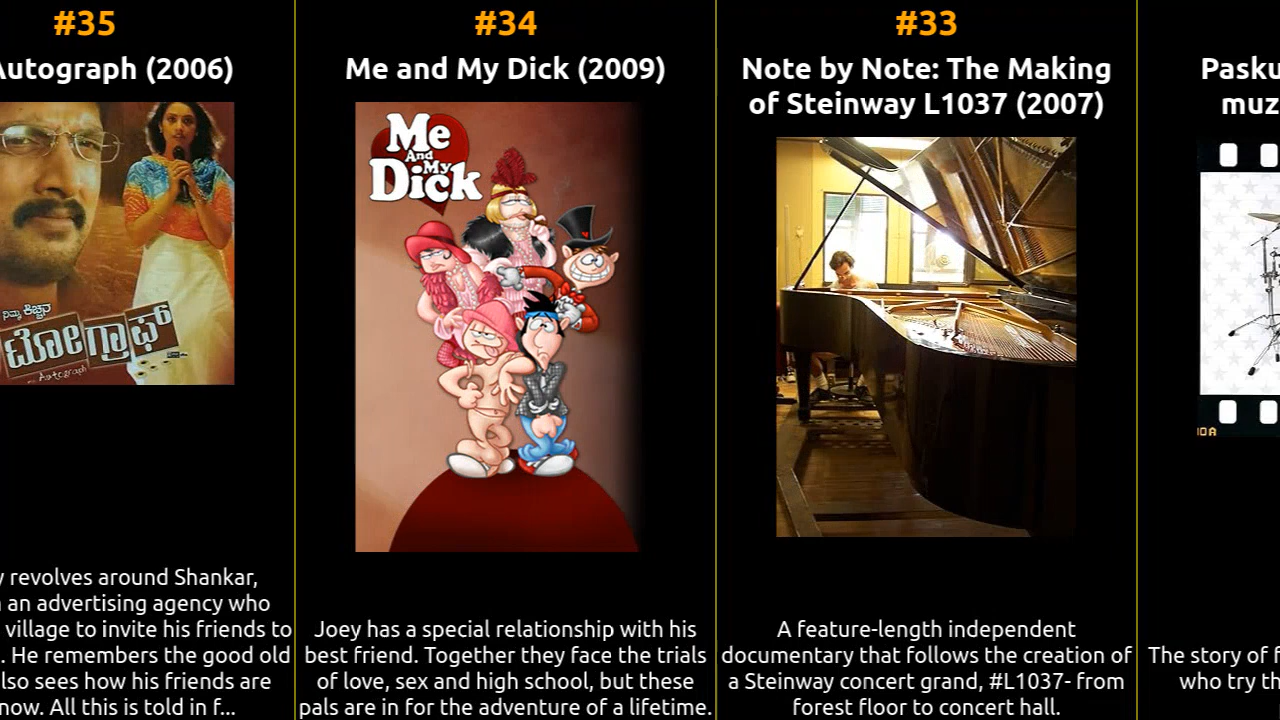 #35
Autograph (2006)
ನಿಮ್ಮ ಕಿಚ್ಚನ
ಟೋಗ್ರಾಫ್
Autograph
revolves around Shankar,
an advertising agency who
village to invite his friends to
. He remembers the good old
also sees how his friends are
now. All this is told in f...
#34
Me and My Dick (2009)
Me
And
My
Dick
Joey has a special relationship with his
best friend. Together they face the trials
of love, sex and high school, but these
pals are in for the adventure of a lifetime.
#33
Note by Note: The Making
of Steinway L1037 (2007)
A feature-length independent
documentary that follows the creation of
a Steinway concert grand, #L1037- from
forest floor to concert hall.
Pasku
muz
The story of f
who try th